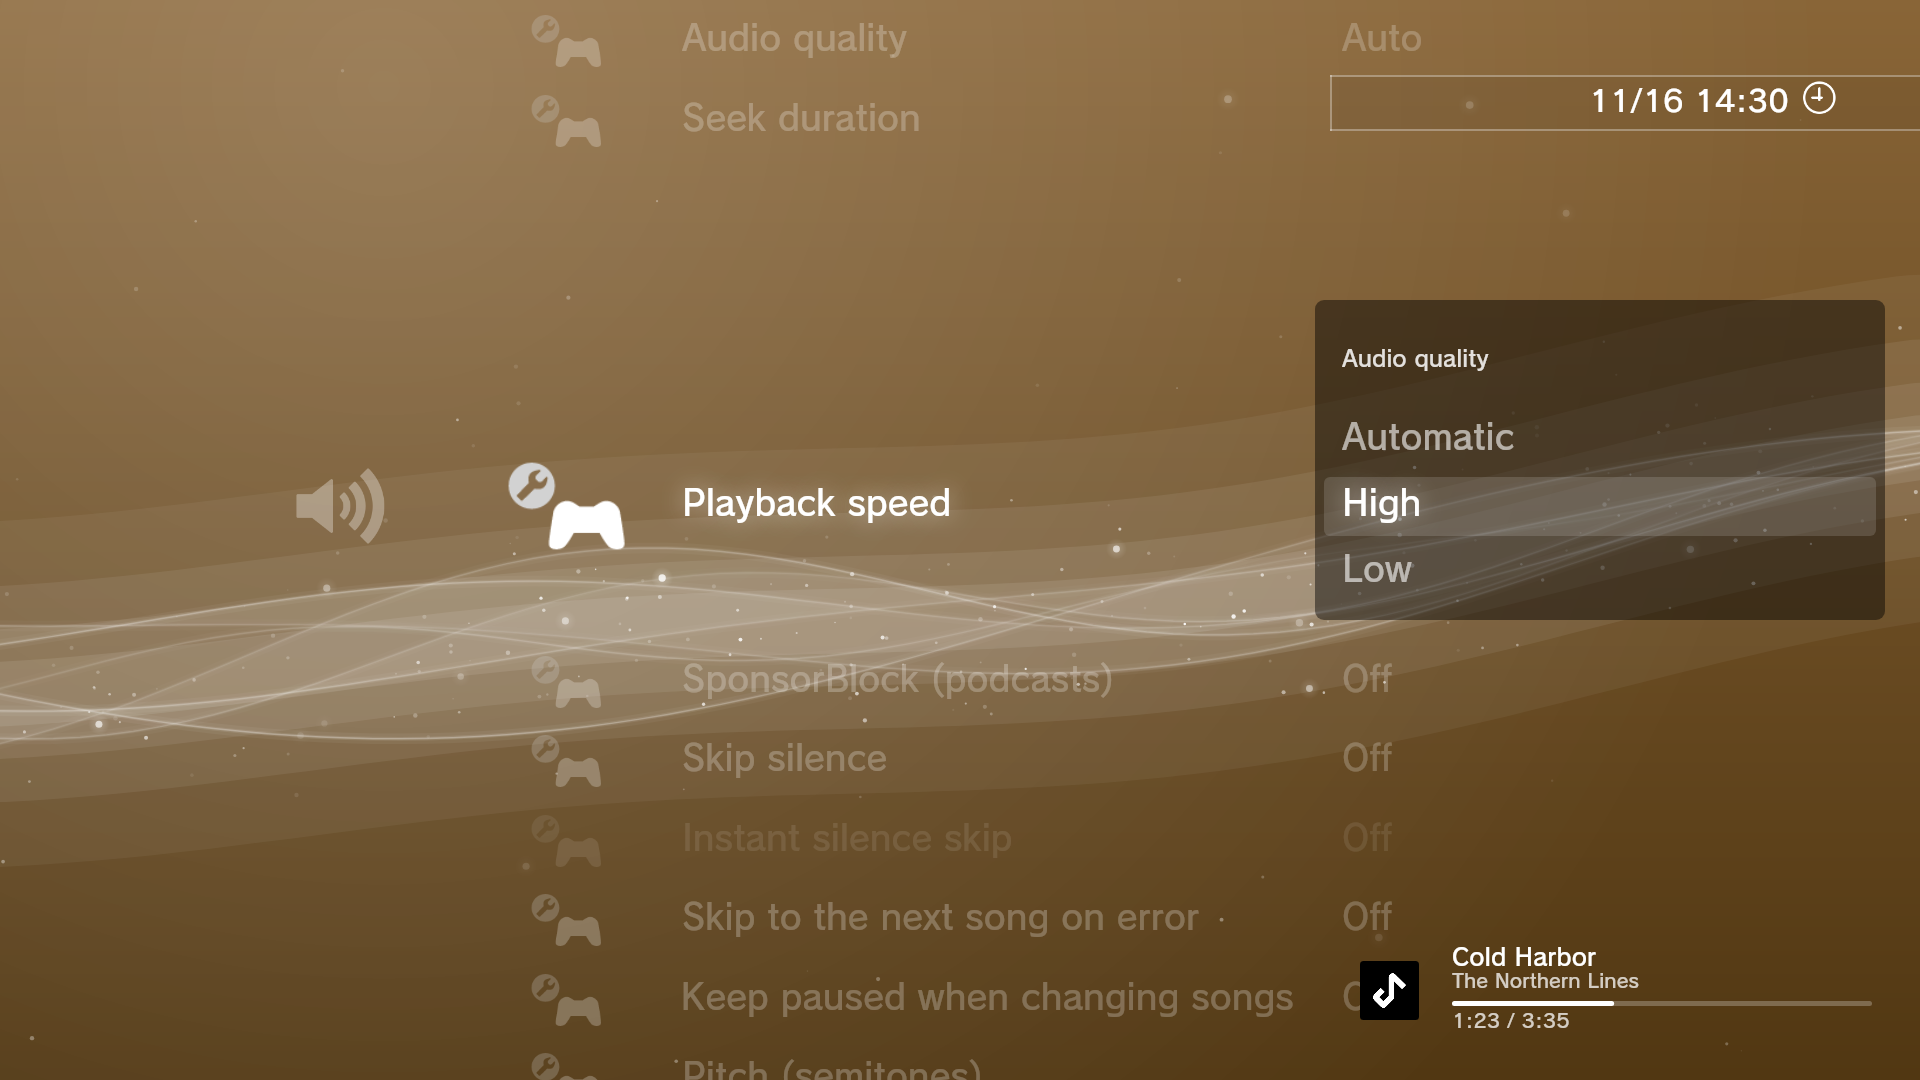 Audio quality
Auto
11/16 14:30
Seek duration
Audio quality
Automatic
Playback speed
High
Low
SponsorBlock (podcasts)
Off
Skip silence
Off
Instant silence skip
Off
Skip to the next song on error
Off
Cold Harbor
The Northern Lines
Keep paused when changing songs
1:23 / 3:35
Pitch (semitones)